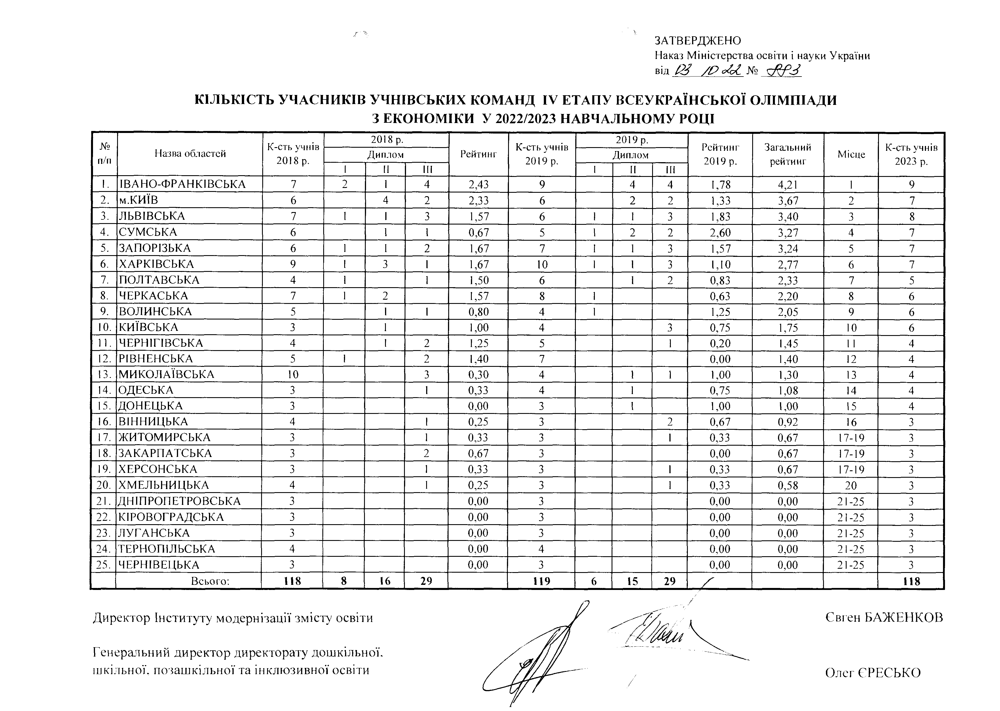 ЗАТВЕРДЖЕНО
Наказ Міністерства освіти і науки України
від 03 10 22 №
КІЛЬКІСТЬ УЧАСНИКІВ УЧНІВСЬКИХ КОМАНД IV ЕТАПУ ВСЕУКРАЇНСЬКОЇ ОЛІМПІАДИ
З ЕКОНОМІКИ У 2022/2023 НАВЧАЛЬНОМУ РОЦІ
№ п/п Назва областей К-сть учнів 2018 р. 2018 р. Диплом I II III Рейтинг К-сть учнів 2019 р. 2019 р. Диплом I II III Рейтинг 2019 р. Загальний рейтинг Місце К-сть учнів 2023 р.
1. ІВАНО-ФРАНКІВСЬКА 7 2 1 4 2,43 9 4 4 1,78 4,21 1 9
2. м.КИЇВ 6 4 2 2,33 6 2 2 1,33 3,67 2 7
3. ЛЬВІВСЬКА 7 1 1 3 1,57 6 1 1 3 1,83 3,40 3 8
4. СУМСЬКА 6 1 1 0,67 5 1 2 2 2,60 3,27 4 7
5. ЗАПОРІЗЬКА 6 1 1 2 1,67 7 1 1 3 1,57 3,24 5 7
6. ХАРКІВСЬКА 9 1 3 1 1,67 10 1 1 3 1,10 2,77 6 7
7. ПОЛТАВСЬКА 4 1 1 1,50 6 1 2 0,83 2,33 7 5
8. ЧЕРКАСЬКА 7 1 2 1,57 8 1 0,63 2,20 8 6
9. ВОЛИНСЬКА 5 1 1 0,80 4 1 1,25 2,05 9 6
10. КИЇВСЬКА 3 1 1,00 4 3 0,75 1,75 10 6
11. ЧЕРНІГІВСЬКА 4 1 2 1,25 5 1 0,20 1,45 11 4
12. РІВНЕНСЬКА 5 1 2 1,40 7 0,00 1,40 12 4
13. МИКОЛАЇВСЬКА 10 3 0,30 4 1 1 1,00 1,30 13 4
14. ОДЕСЬКА 3 1 0,33 4 1 0,75 1,08 14 4
15. ДОНЕЦЬКА 3 0,00 3 1 1,00 1,00 15 4
16. ВІННИЦЬКА 4 1 0,25 3 2 0,67 0,92 16 3
17. ЖИТОМИРСЬКА 3 1 0,33 3 1 0,33 0,67 17-19 3
18. ЗАКАРПАТСЬКА 3 2 0,67 3 0,00 0,67 17-19 3
19. ХЕРСОНСЬКА 3 1 0,33 3 1 0,33 0,67 17-19 3
20. ХМЕЛЬНИЦЬКА 4 1 0,25 3 1 0,33 0,58 20 3
21. ДНІПРОПЕТРОВСЬКА 3 0,00 3 0,00 0,00 21-25 3
22. КІРОВОГРАДСЬКА 3 0,00 3 0,00 0,00 21-25 3
23. ЛУГАНСЬКА 3 0,00 3 0,00 0,00 21-25 3
24. ТЕРНОПІЛЬСЬКА 4 0,00 4 0,00 0,00 21-25 3
25. ЧЕРНІВЕЦЬКА 3 0,00 3 0,00 0,00 21-25 3
Всього: 118 8 16 29 119 6 15 29 118
Директор Інституту модернізації змісту освіти Євген БАЖЕНКОВ
Генеральний директор директорату дошкільної,
шкільної, позашкільної та інклюзивної освіти Олег ЄРЕСЬКО